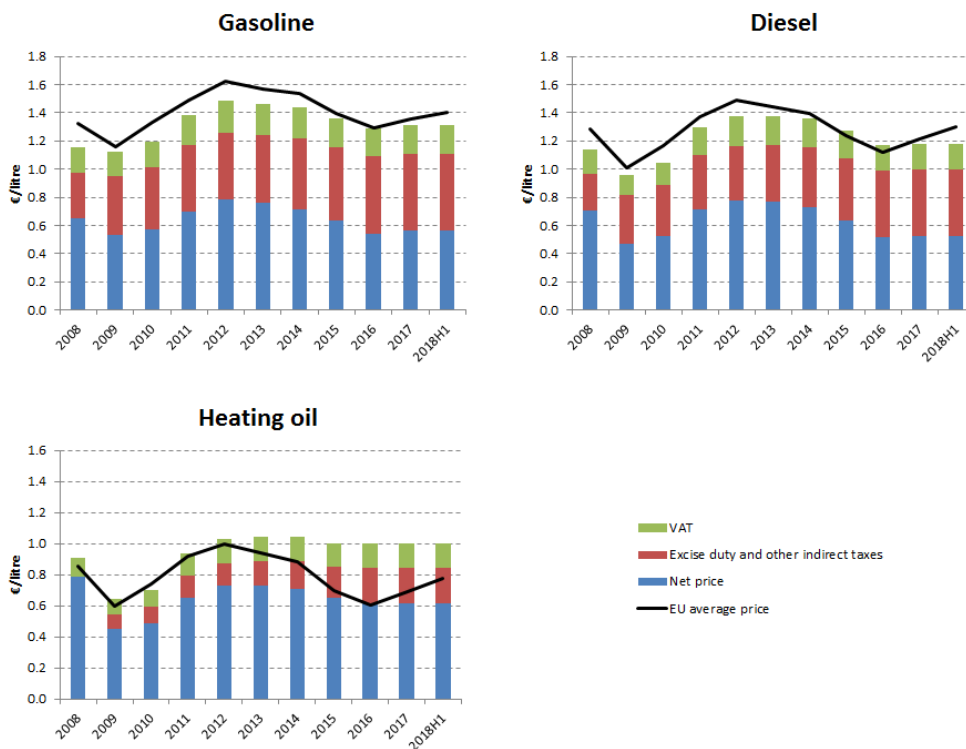 Gasoline
€/litre
1.8
1.6
1.4
1.2
1.0
0.8
0.6
0.4
0.2
0.0
2008 2009 2010 2011 2012 2013 2014 2015 2016 2017 2018H1
Diesel
€/litre
1.8
1.6
1.4
1.2
1.0
0.8
0.6
0.4
0.2
0.0
2008 2009 2010 2011 2012 2013 2014 2015 2016 2017 2018H1
Heating oil
€/litre
1.6
1.4
1.2
1.0
0.8
0.6
0.4
0.2
0.0
2008 2009 2010 2011 2012 2013 2014 2015 2016 2017 2018H1
VAT
Excise duty and other indirect taxes
Net price
EU average price